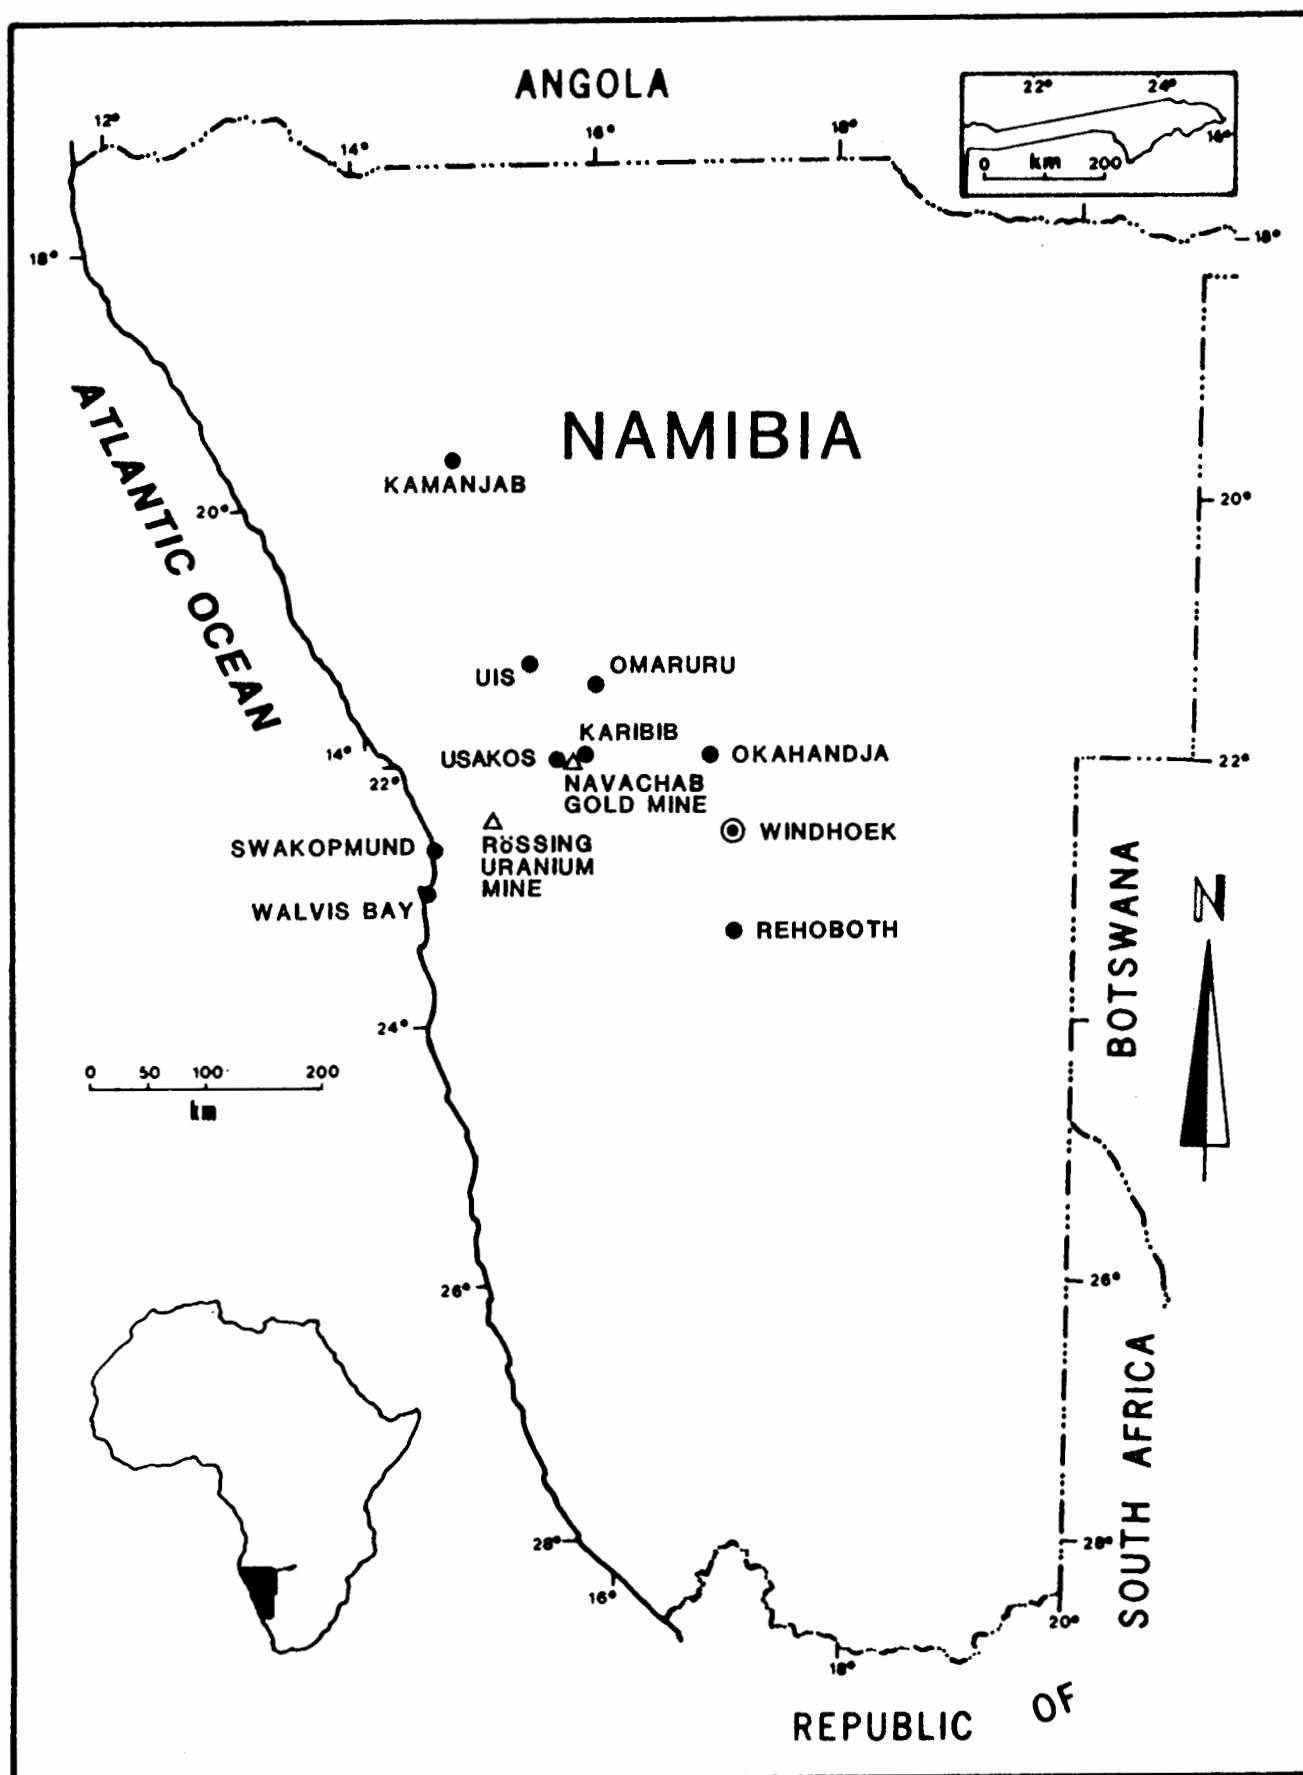 ANGOLA
22° 24°
16°
0 km 200
12°
14°
16°
18°
18°
18°
ATLANTIC OCEAN
NAMIBIA
KAMANJAB
20°
20°
UIS
OMARURU
KARIBIB
14°
22°
USAKOS
OKAHANDJA
22°
NAVACHAB
GOLD MINE
SWAKOPMUND
RöSSING
URANIUM
MINE
WINDHOEK
WALVIS BAY
REHOBOTH
BOTSWANA
N
24°
0 50 100 200
km
26°
26°
28°
28°
16°
18°
20°
REPUBLIC OF SOUTH AFRICA